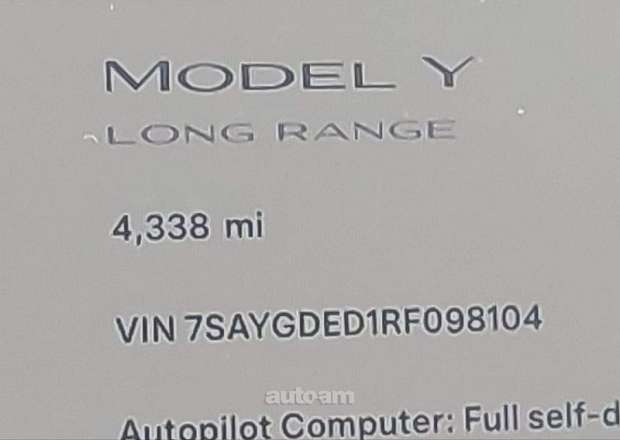 MODEL Y
LONG RANGE
4,338 mi
VIN 7SAYGDED1RF098104
autoam
Autopilot Computer: Full self-d